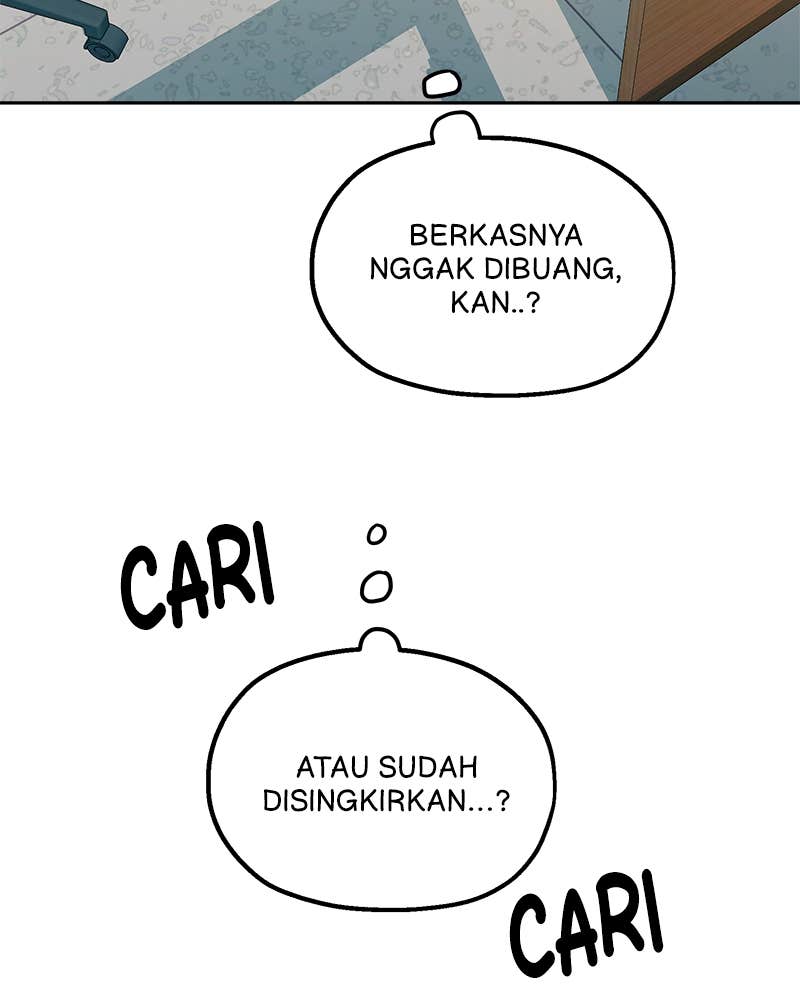 BERKASNYA
NGGAK DIBUANG,
KAN..?
CARI
ATAU SUDAH
DISINGKIRKAN...?
CARI